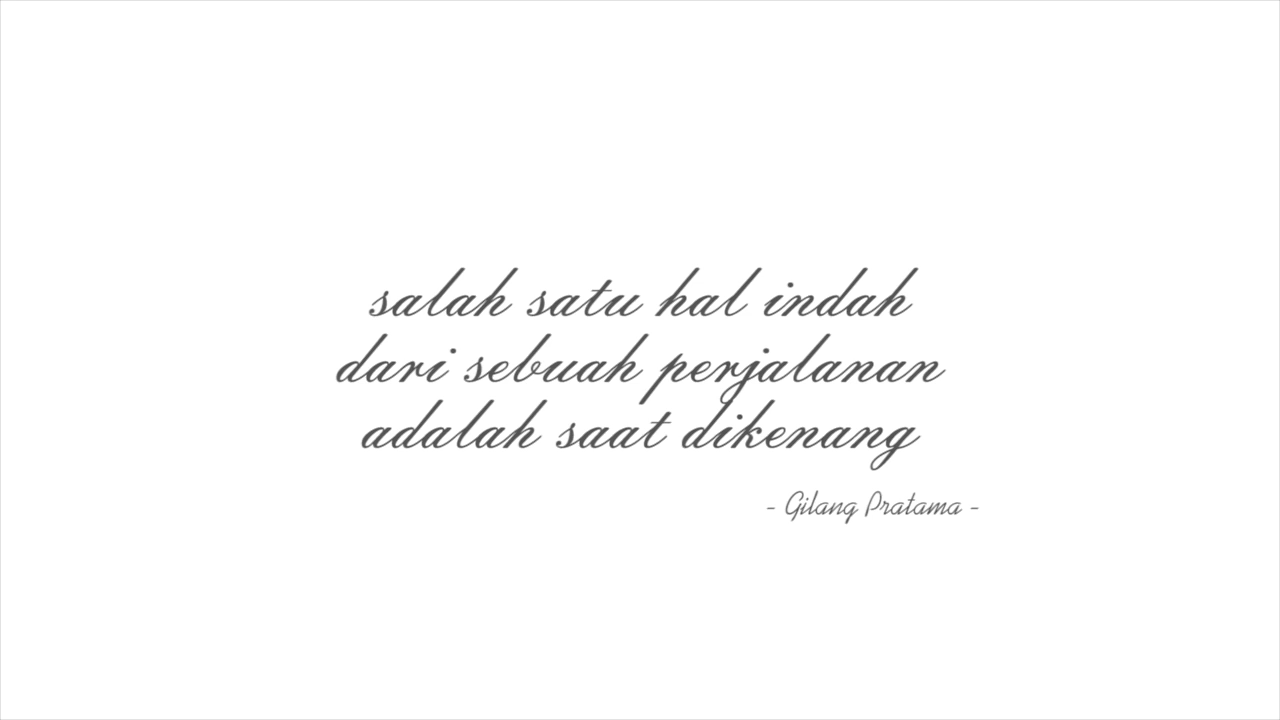 salah satu hal indah
dari sebuah perjalanan
adalah saat dikenang
- Gilang Pratama -